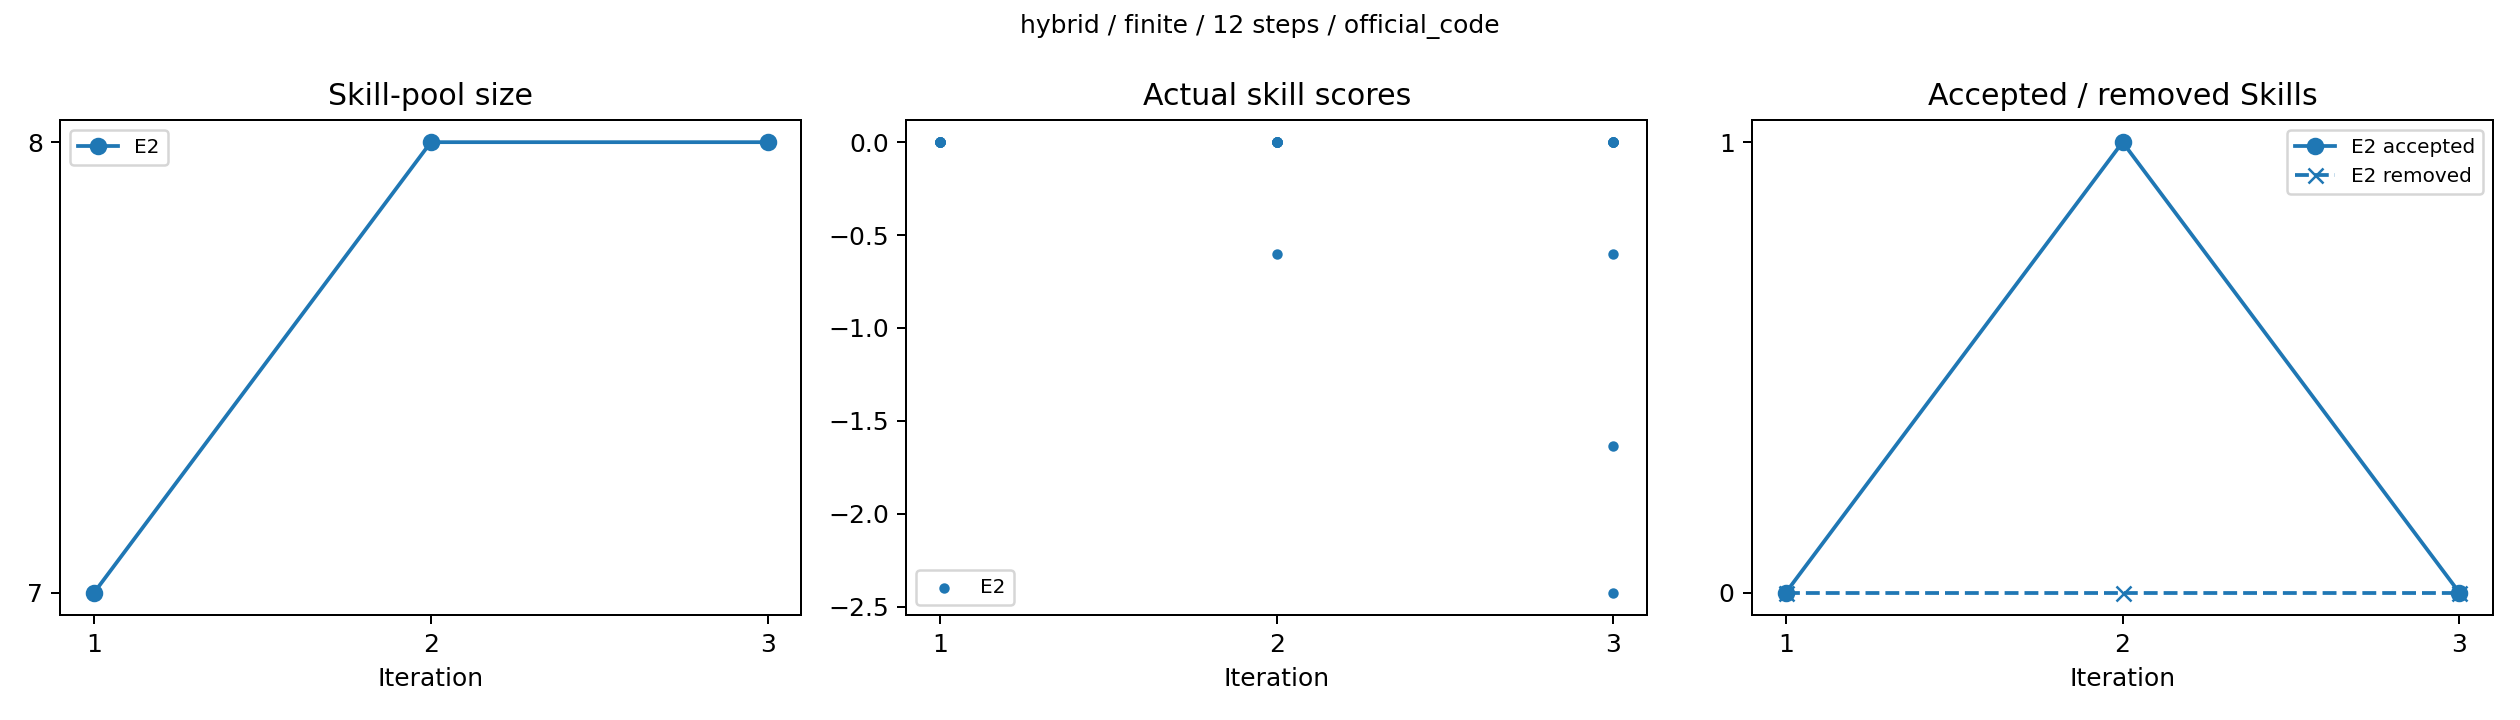 hybrid / finite / 12 steps / official_code
Skill-pool size
8
7
E2
1 2 3
Iteration
Actual skill scores
0.0
−0.5
−1.0
−1.5
−2.0
−2.5
E2
1 2 3
Iteration
Accepted / removed Skills
1
0
E2 accepted
E2 removed
1 2 3
Iteration